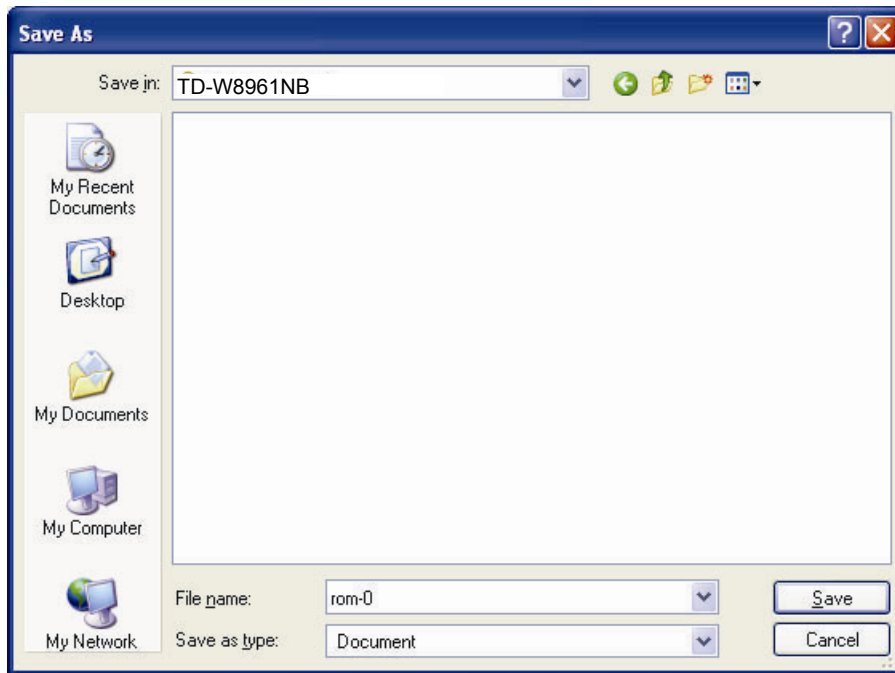 Save As
Save in: TD-W8961NB
My Recent
Documents
Desktop
My Documents
My Computer
My Network
File name: rom-0
Save as type: Document
Save
Cancel